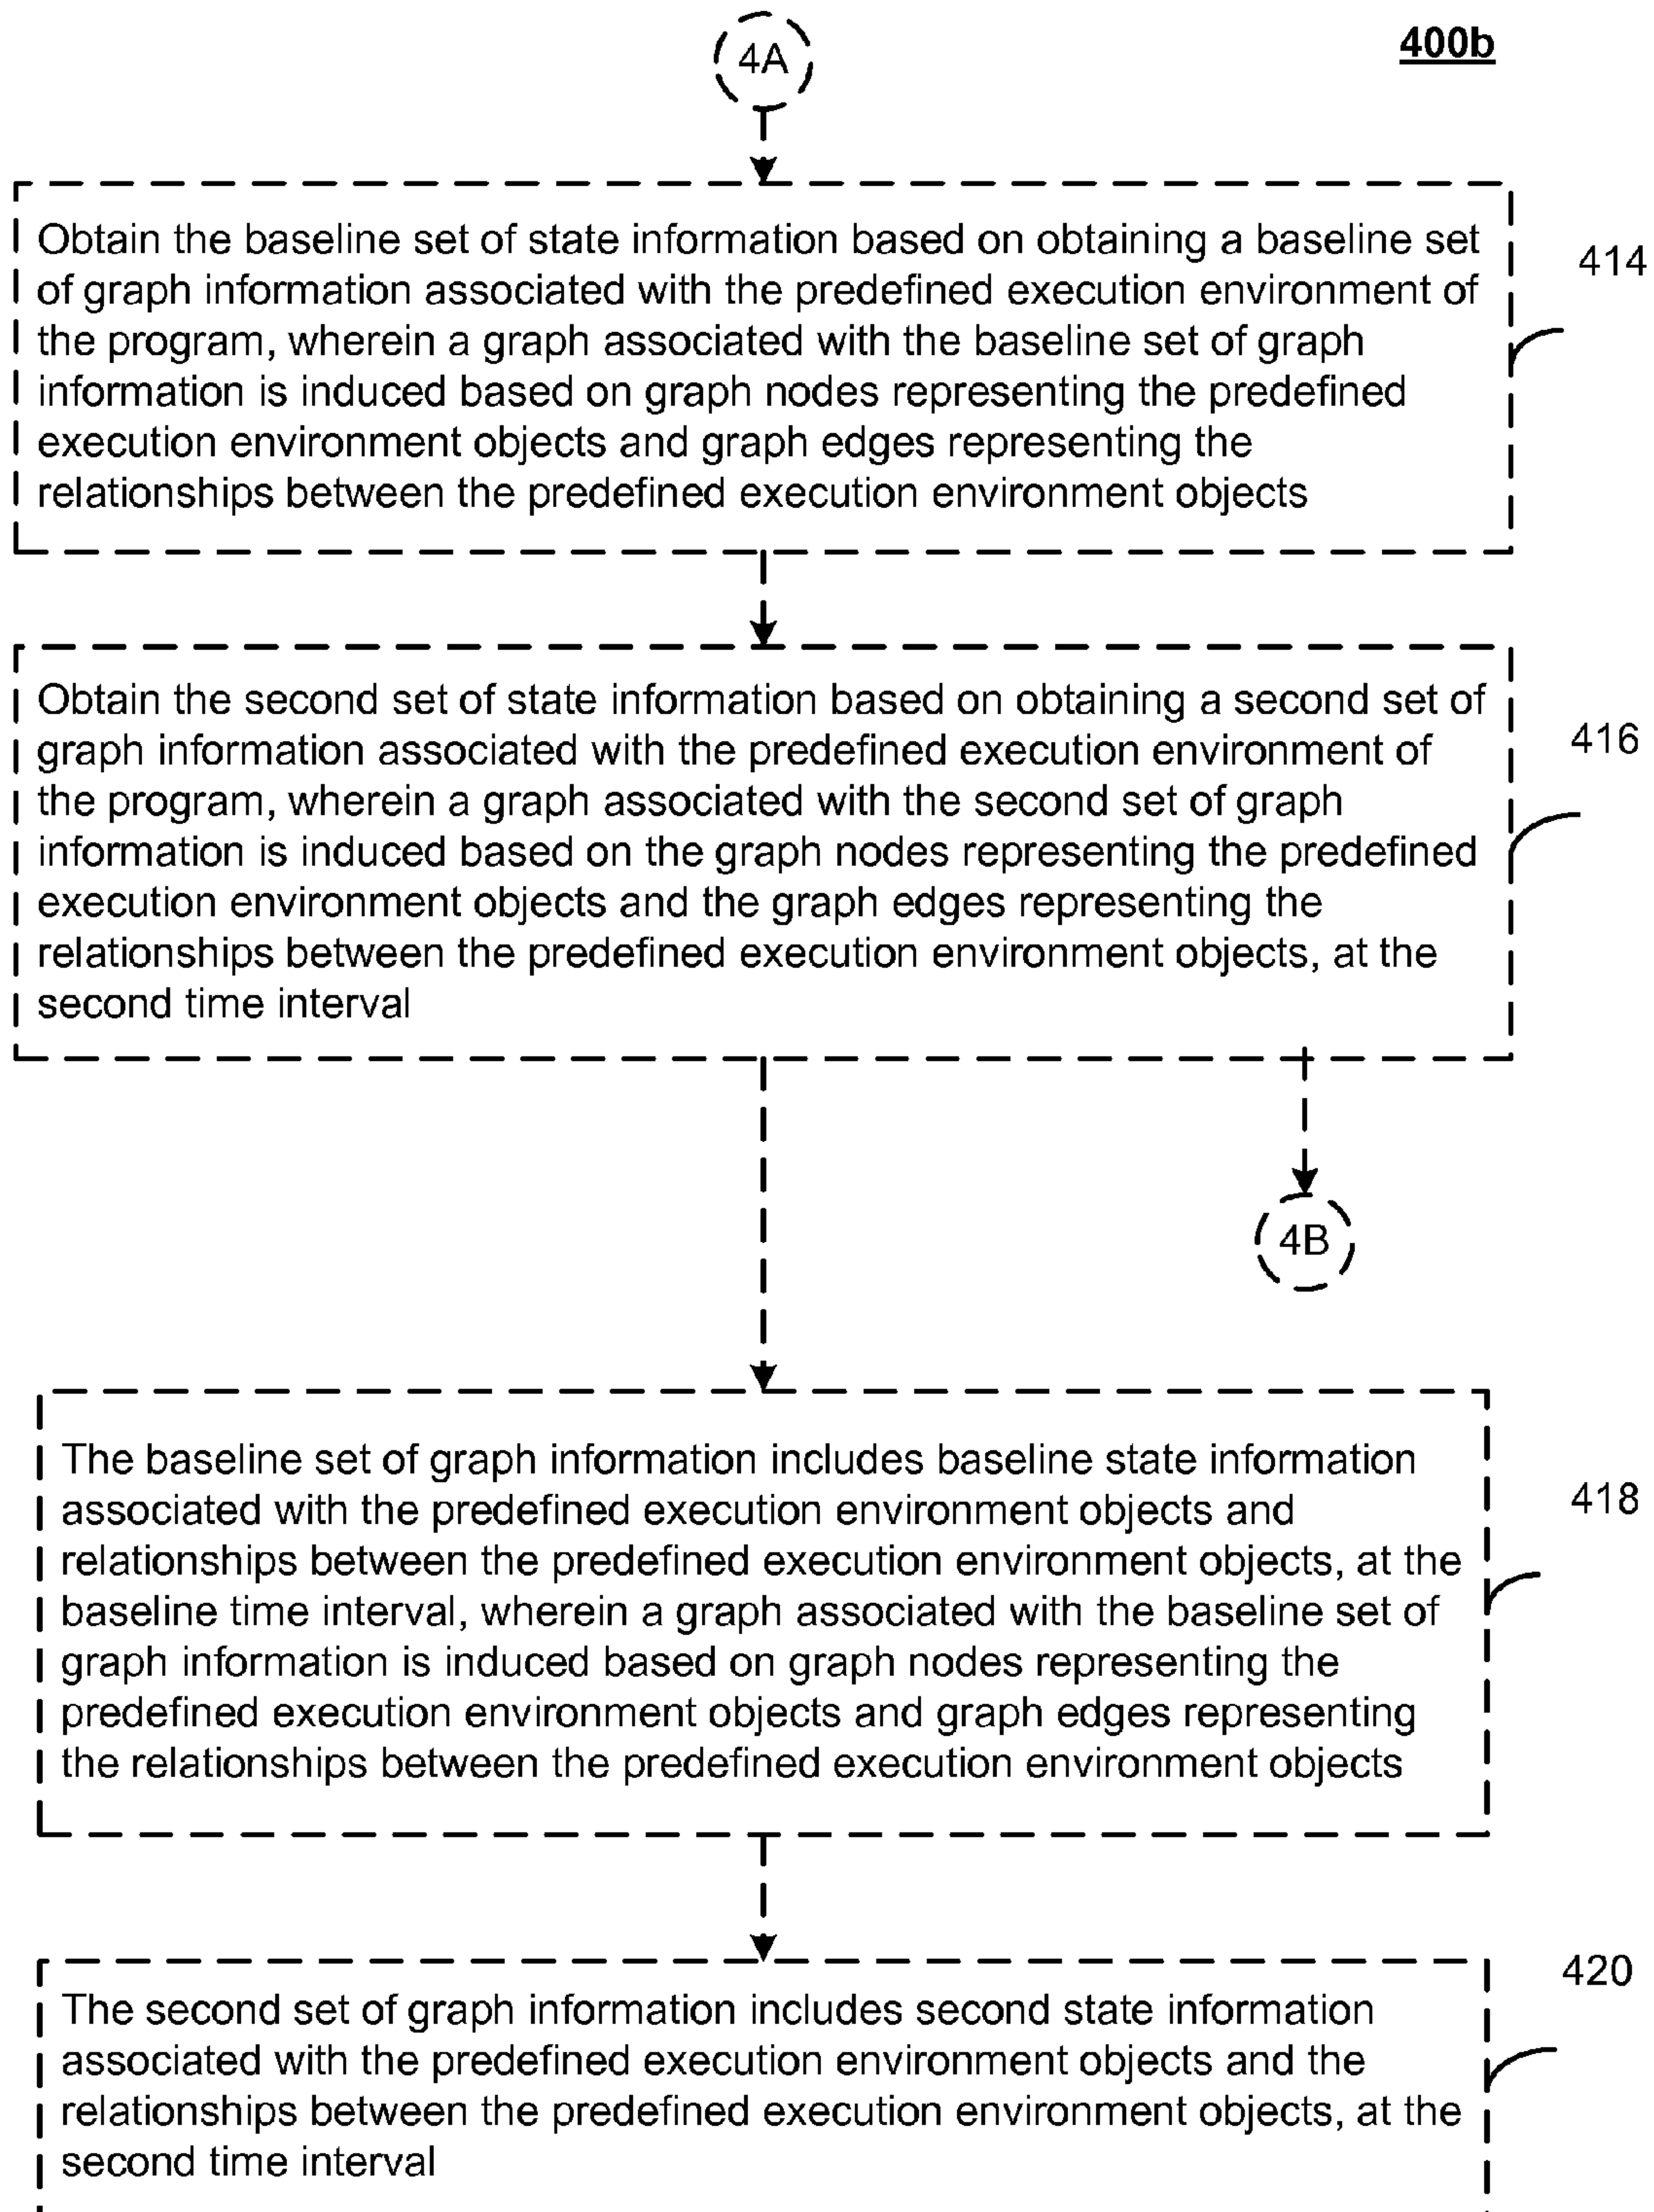 4A
400b
Obtain the baseline set of state information based on obtaining a baseline set
of graph information associated with the predefined execution environment of
the program, wherein a graph associated with the baseline set of graph
information is induced based on graph nodes representing the predefined
execution environment objects and graph edges representing the
relationships between the predefined execution environment objects
414
Obtain the second set of state information based on obtaining a second set of
graph information associated with the predefined execution environment of
the program, wherein a graph associated with the second set of graph
information is induced based on the graph nodes representing the predefined
execution environment objects and the graph edges representing the
relationships between the predefined execution environment objects, at the
second time interval
416
4B
The baseline set of graph information includes baseline state information
associated with the predefined execution environment objects and
relationships between the predefined execution environment objects, at the
baseline time interval, wherein a graph associated with the baseline set of
graph information is induced based on graph nodes representing the
predefined execution environment objects and graph edges representing
the relationships between the predefined execution environment objects
418
The second set of graph information includes second state information
associated with the predefined execution environment objects and the
relationships between the predefined execution environment objects, at the
second time interval
420